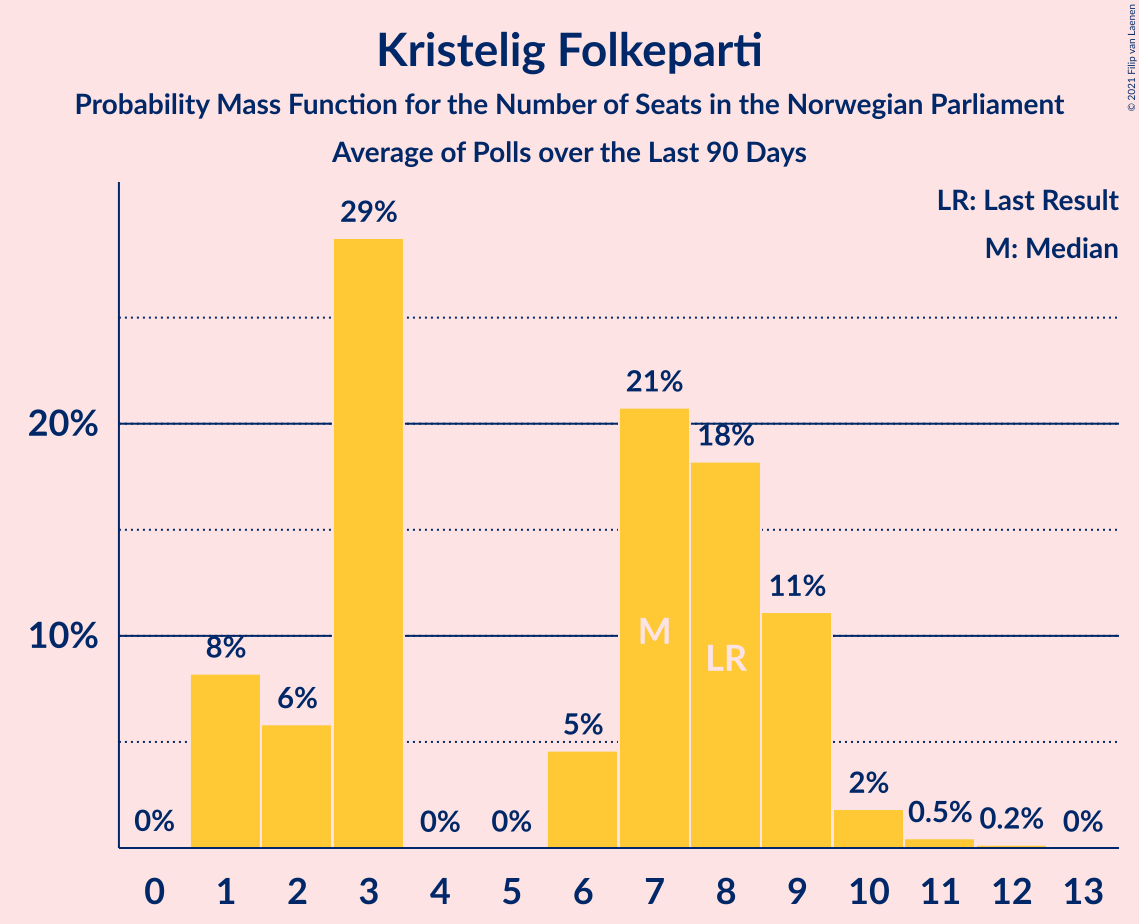 Kristelig Folkeparti
Probability Mass Function for the Number of Seats in the Norwegian Parliament
Average of Polls over the Last 90 Days
© 2021 Filip van Laenen
LR: Last Result
M: Median
20%
10%
0%
8%
6%
29%
0%
0%
5%
21%
18%
11%
2%
0.5%
0.2%
0%
M
LR
0 1 2 3 4 5 6 7 8 9 10 11 12 13